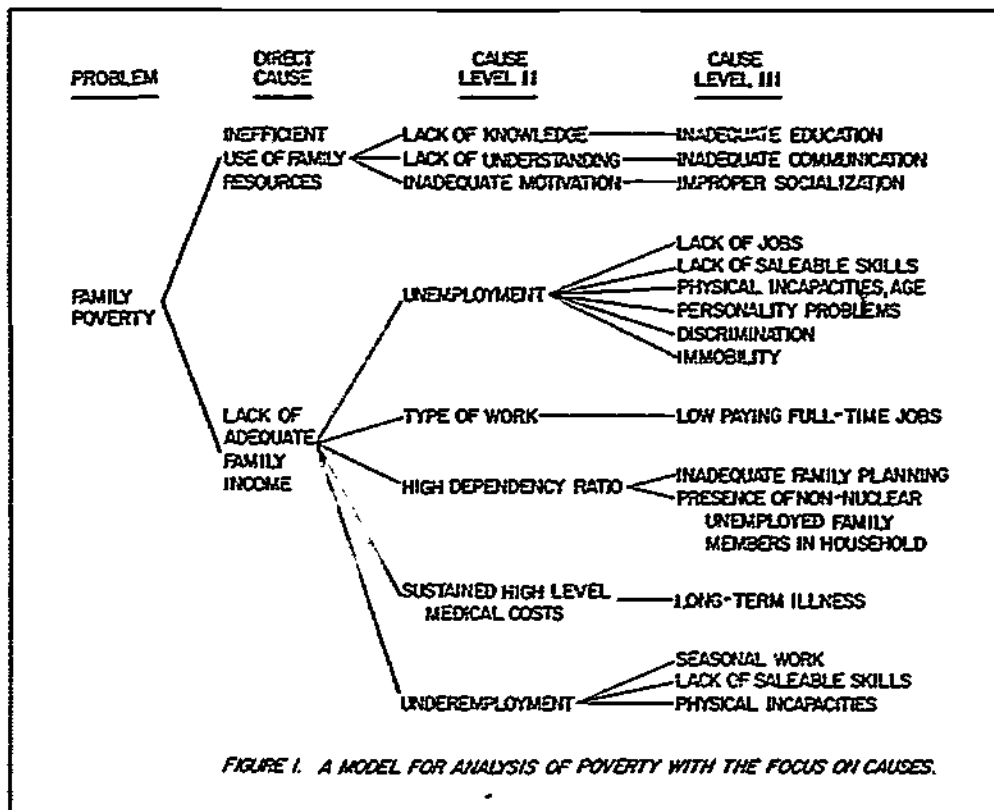 PROBLEM
DIRECT
CAUSE
CAUSE
LEVEL II
CAUSE
LEVEL III
FAMILY
POVERTY
INEFFICIENT
USE OF FAMILY
RESOURCES
LACK OF KNOWLEDGE
INADEQUATE EDUCATION
LACK OF UNDERSTANDING
INADEQUATE COMMUNICATION
INADEQUATE MOTIVATION
IMPROPER SOCIALIZATION
LACK OF
ADEQUATE
FAMILY
INCOME
UNEMPLOYMENT
LACK OF JOBS
LACK OF SALEABLE SKILLS
PHYSICAL INCAPACITIES, AGE
PERSONALITY PROBLEMS
DISCRIMINATION
IMMOBILITY
TYPE OF WORK
LOW PAYING FULL-TIME JOBS
HIGH DEPENDENCY RATIO
INADEQUATE FAMILY PLANNING
PRESENCE OF NON-NUCLEAR
UNEMPLOYED FAMILY
MEMBERS IN HOUSEHOLD
SUSTAINED HIGH LEVEL
MEDICAL COSTS
LONG-TERM ILLNESS
UNDEREMPLOYMENT
SEASONAL WORK
LACK OF SALEABLE SKILLS
PHYSICAL INCAPACITIES
FIGURE 1. A MODEL FOR ANALYSIS OF POVERTY WITH THE FOCUS ON CAUSES.